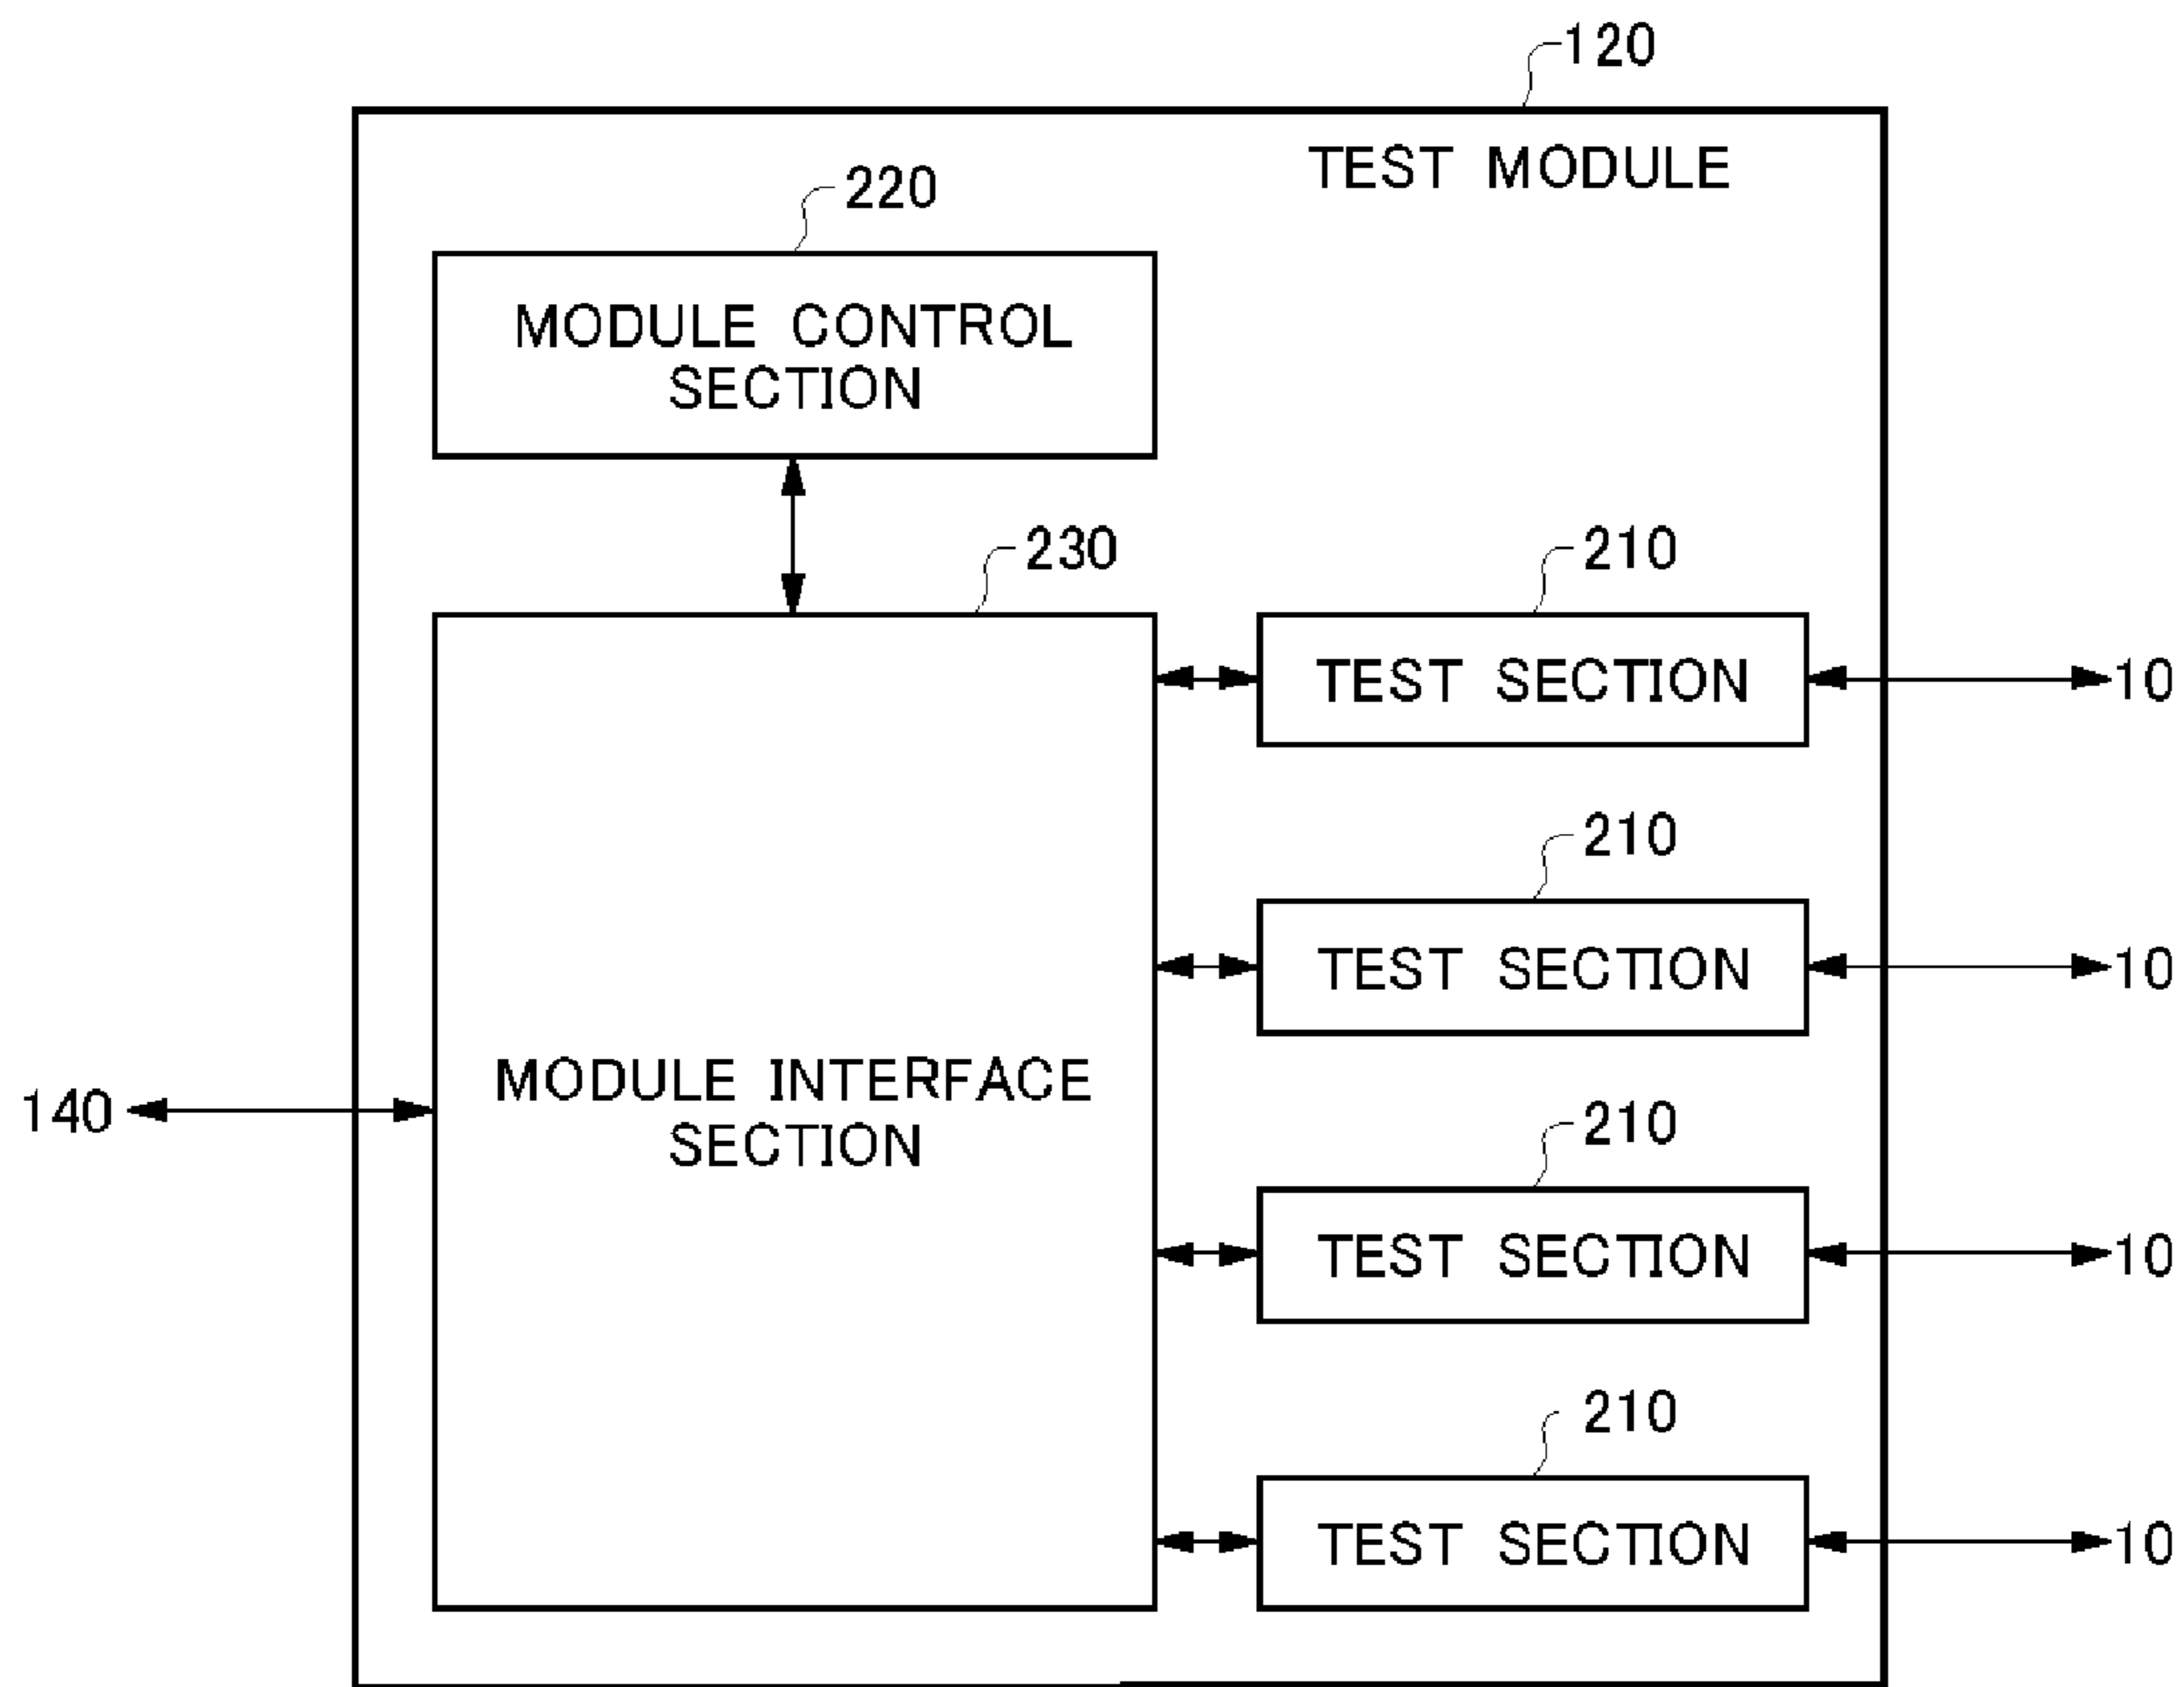 120
TEST MODULE
220
MODULE CONTROL
SECTION
230
210
TEST SECTION
10
210
TEST SECTION
10
140
MODULE INTERFACE
SECTION
210
TEST SECTION
10
210
TEST SECTION
10